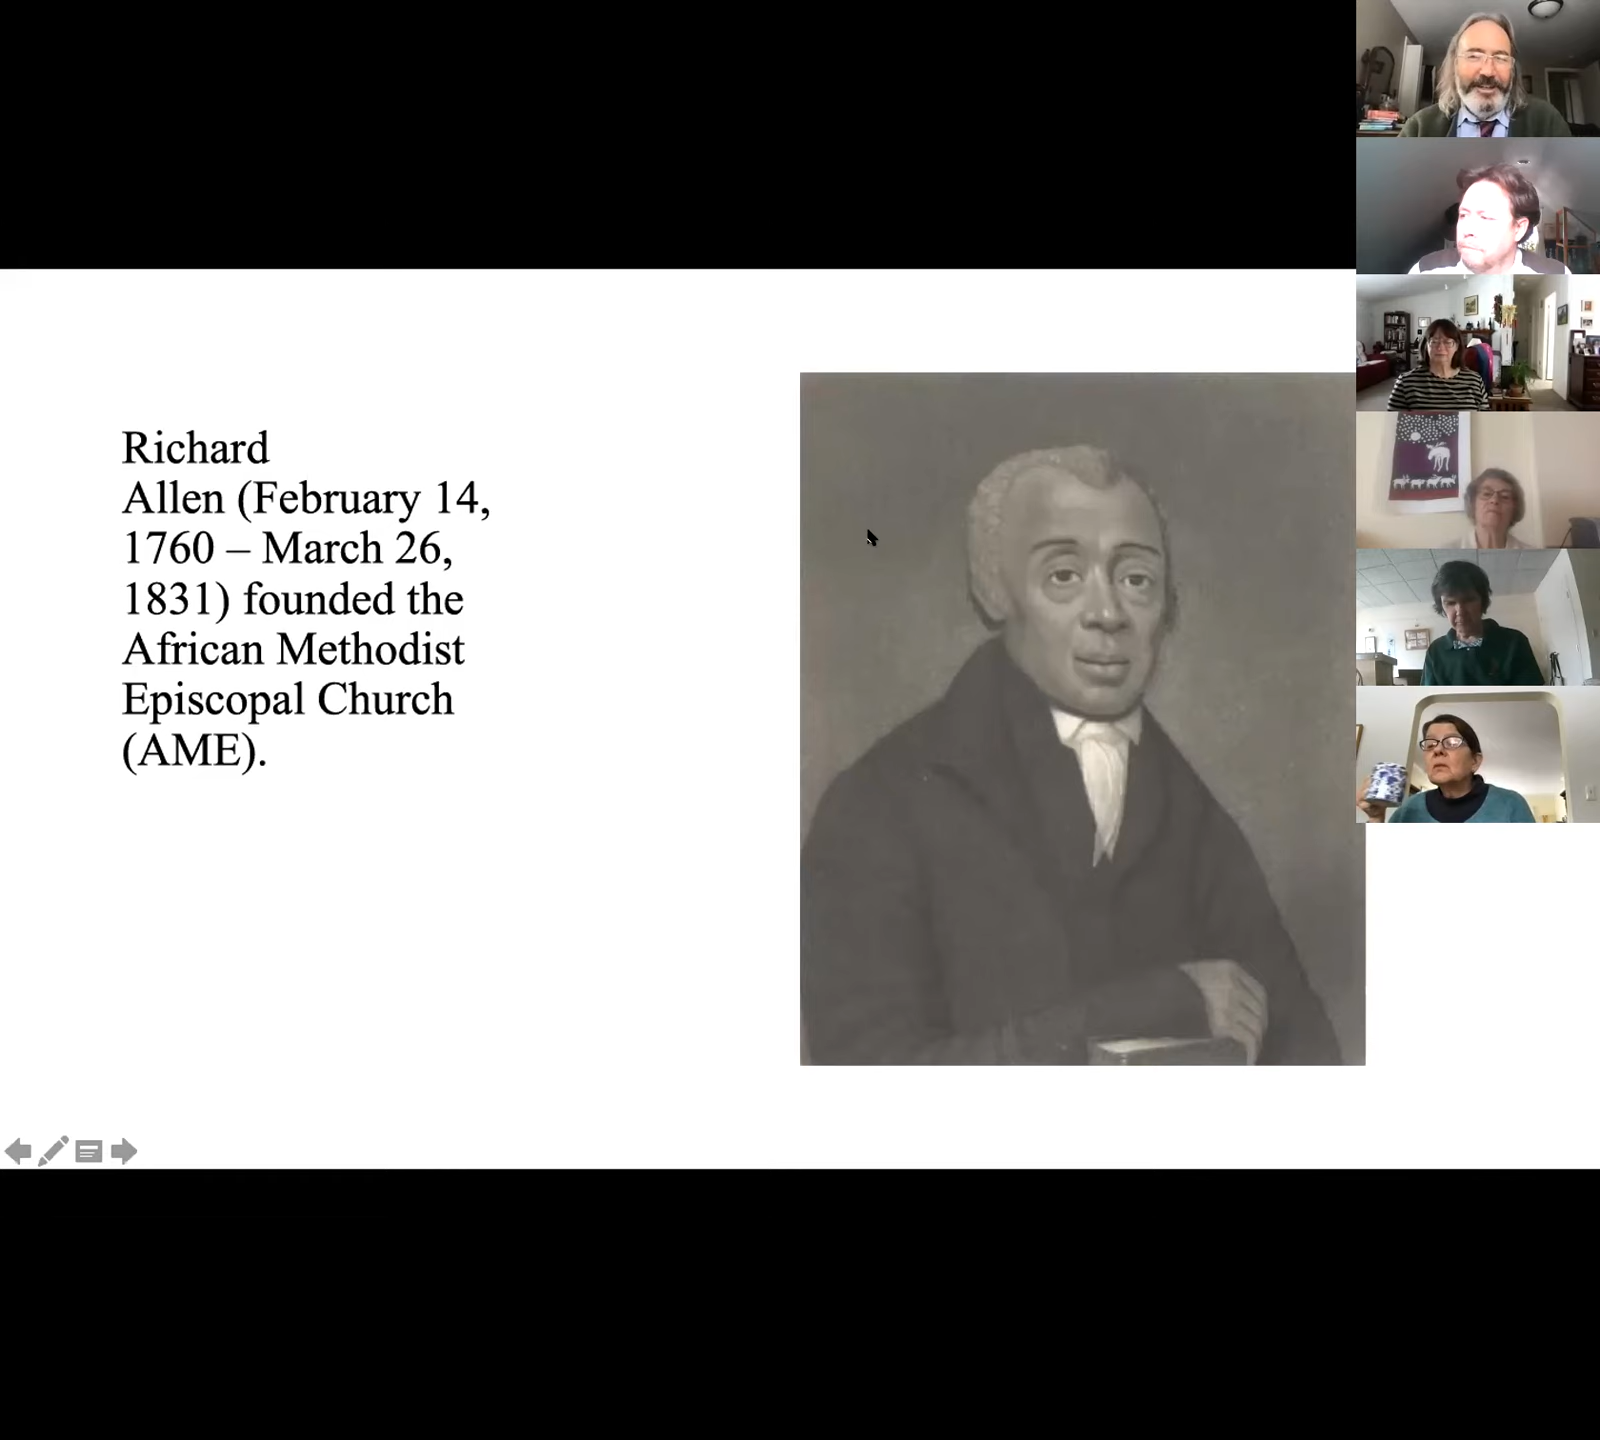 Richard
Allen (February 14,
1760 – March 26,
1831) founded the
African Methodist
Episcopal Church
(AME).